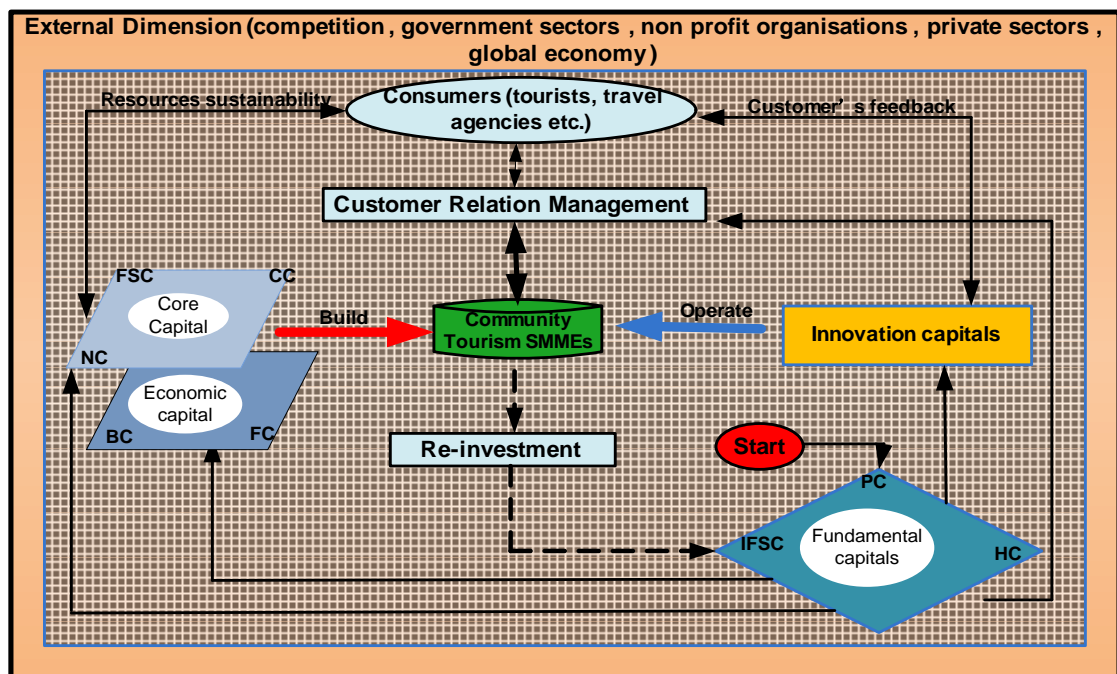 External Dimension (competition , government sectors , non profit organisations , private sectors ,
global economy )
Resources sustainability
Consumers (tourists, travel
agencies etc.)
Customer’ s feedback
Customer Relation Management
FSC
CC
Core
Capital
NC
Build
Community
Tourism SMMEs
Operate
Innovation capitals
Economic
capital
BC
FC
Re-investment
Start
PC
IFSC
Fundamental
capitals
HC